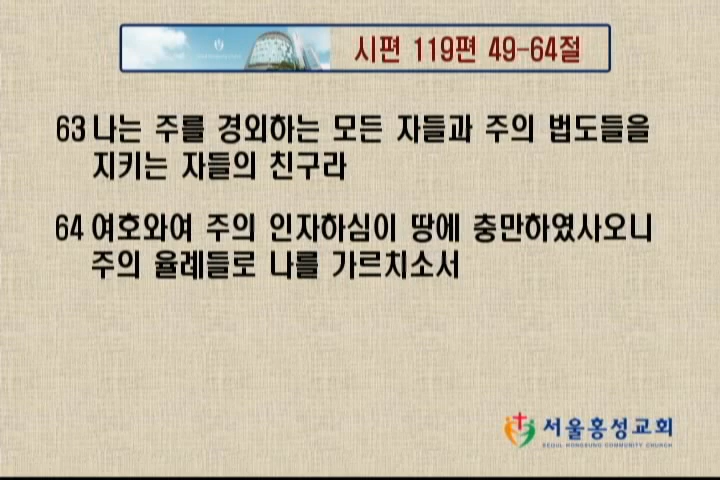 시편 119편 49-64절
63 나는 주를 경외하는 모든 자들과 주의 법도들을
지키는 자들의 친구라
64 여호와여 주의 인자하심이 땅에 충만하였사오니
주의 율례들로 나를 가르치소서
서울홍성교회
SEOUL HONGSUNG COMMUNITY CHURCH